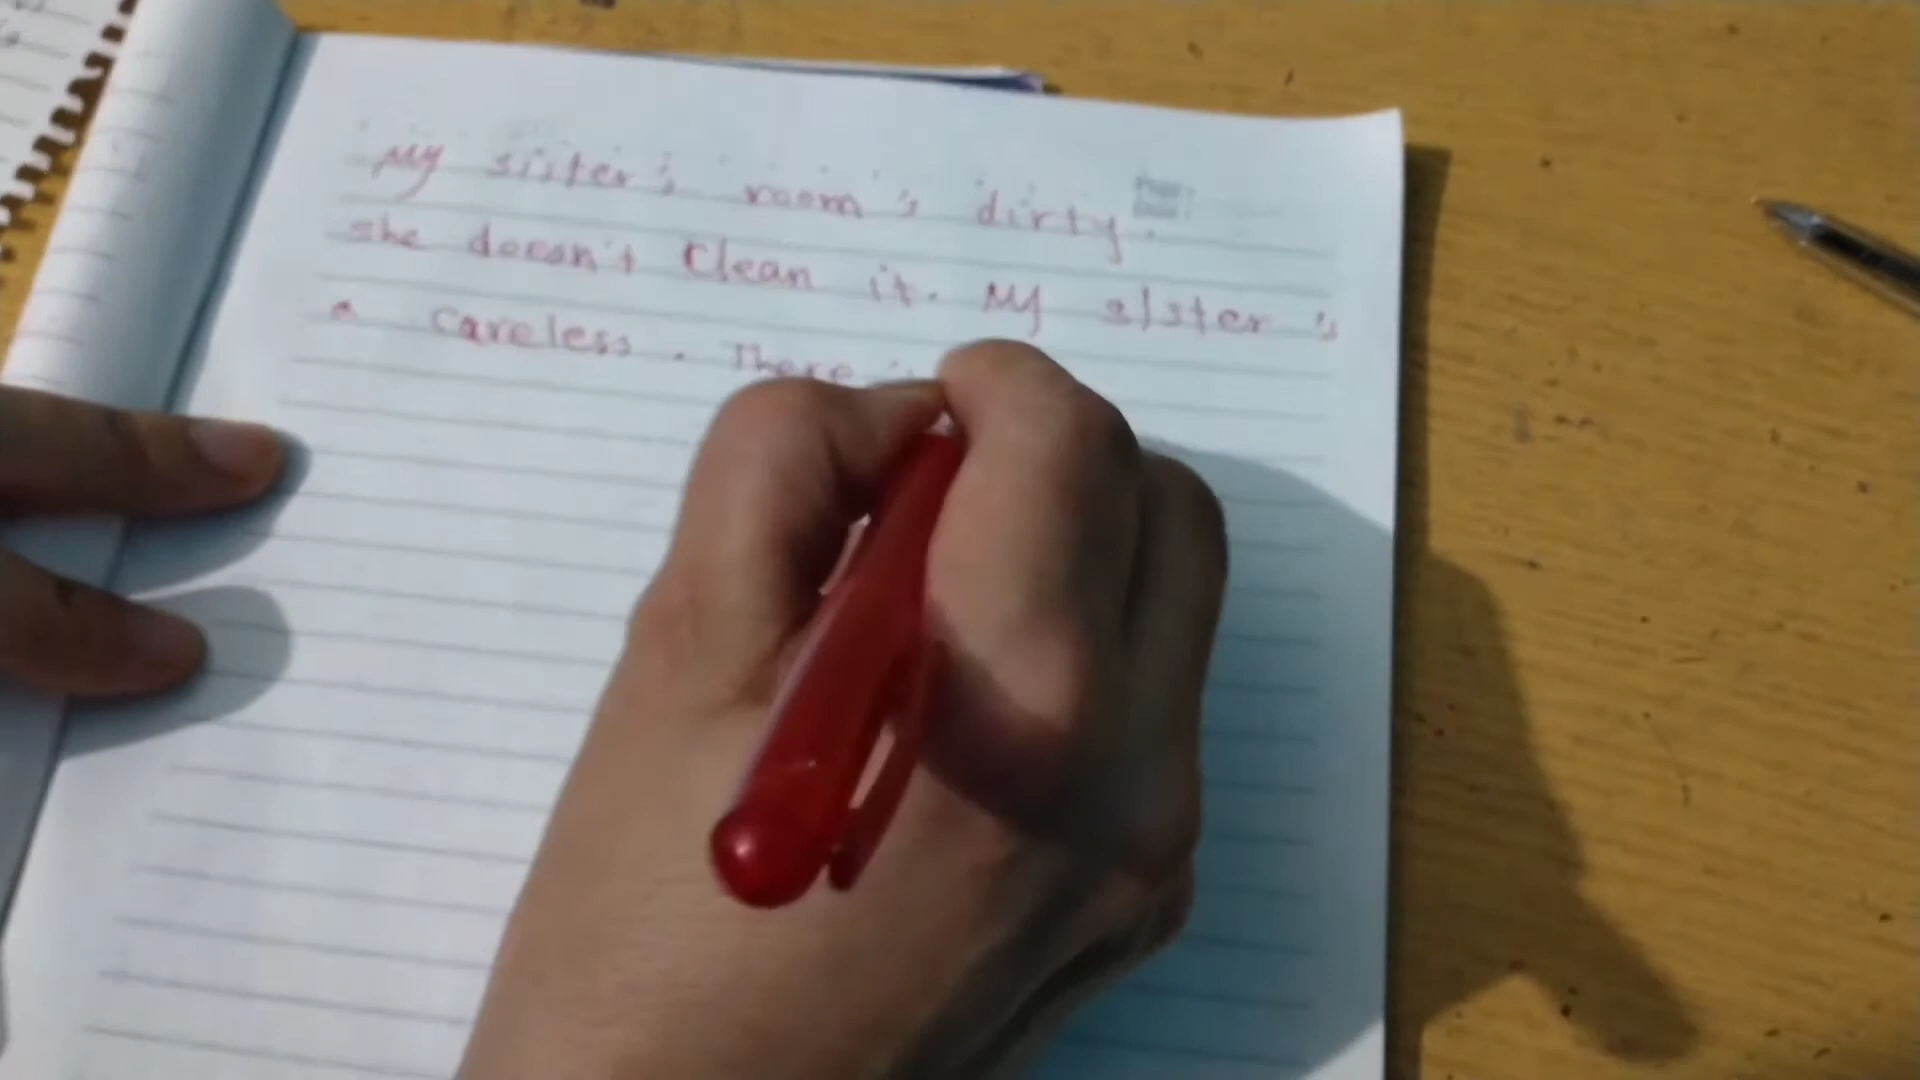 My sister's room's dirty.
she doesn't Clean it. My sister's
a careless. There